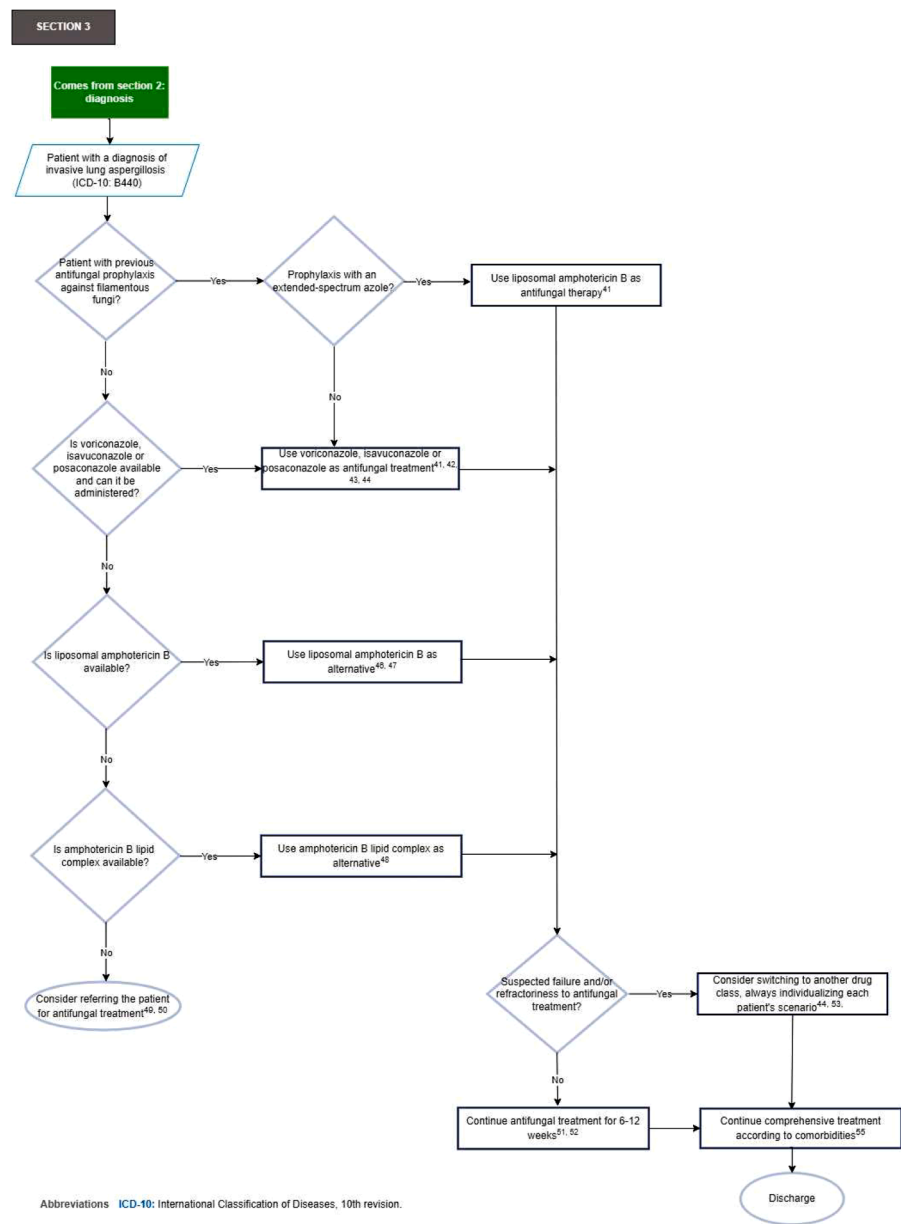 SECTION 3
Comes from section 2:
diagnosis
Patient with a diagnosis of
invasive lung aspergillosis
(ICD-10: B440)
Patient with previous
antifungal prophylaxis
against filamentous
fungi?
Yes
Prophylaxis with an
extended-spectrum azole?
Yes
Use liposomal amphotericin B as
antifungal therapy41
No
No
Is voriconazole,
isavuconazole or
posaconazole available
and can it be
administered?
Yes
Use voriconazole, isavuconazole or
posaconazole as antifungal treatment41, 42,
43, 44
No
Is liposomal amphotericin B
available?
Yes
Use liposomal amphotericin B as
alternative46, 47
No
Is amphotericin B lipid
complex available?
Yes
Use amphotericin B lipid complex as
alternative48
No
Consider referring the patient
for antifungal treatment49, 50
Suspected failure and/or
refractoriness to antifungal
treatment?
Yes
Consider switching to another drug
class, always individualizing each
patient's scenario44, 53,
No
Continue antifungal treatment for 6-12
weeks51, 52
Continue comprehensive treatment
according to comorbidities55
Discharge
Abbreviations ICD-10: International Classification of Diseases, 10th revision.